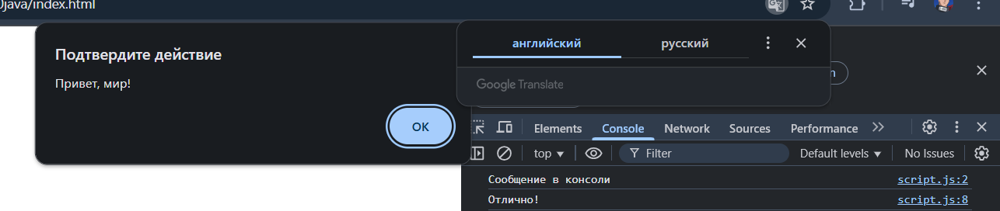 0java/index.html
Подтвердите действие
Привет, мир!
OK
английский русский
Google Translate
Elements Console Network Sources Performance
top Filter Default levels No Issues
Сообщение в консоли script.js:2
Отлично! script.js:8